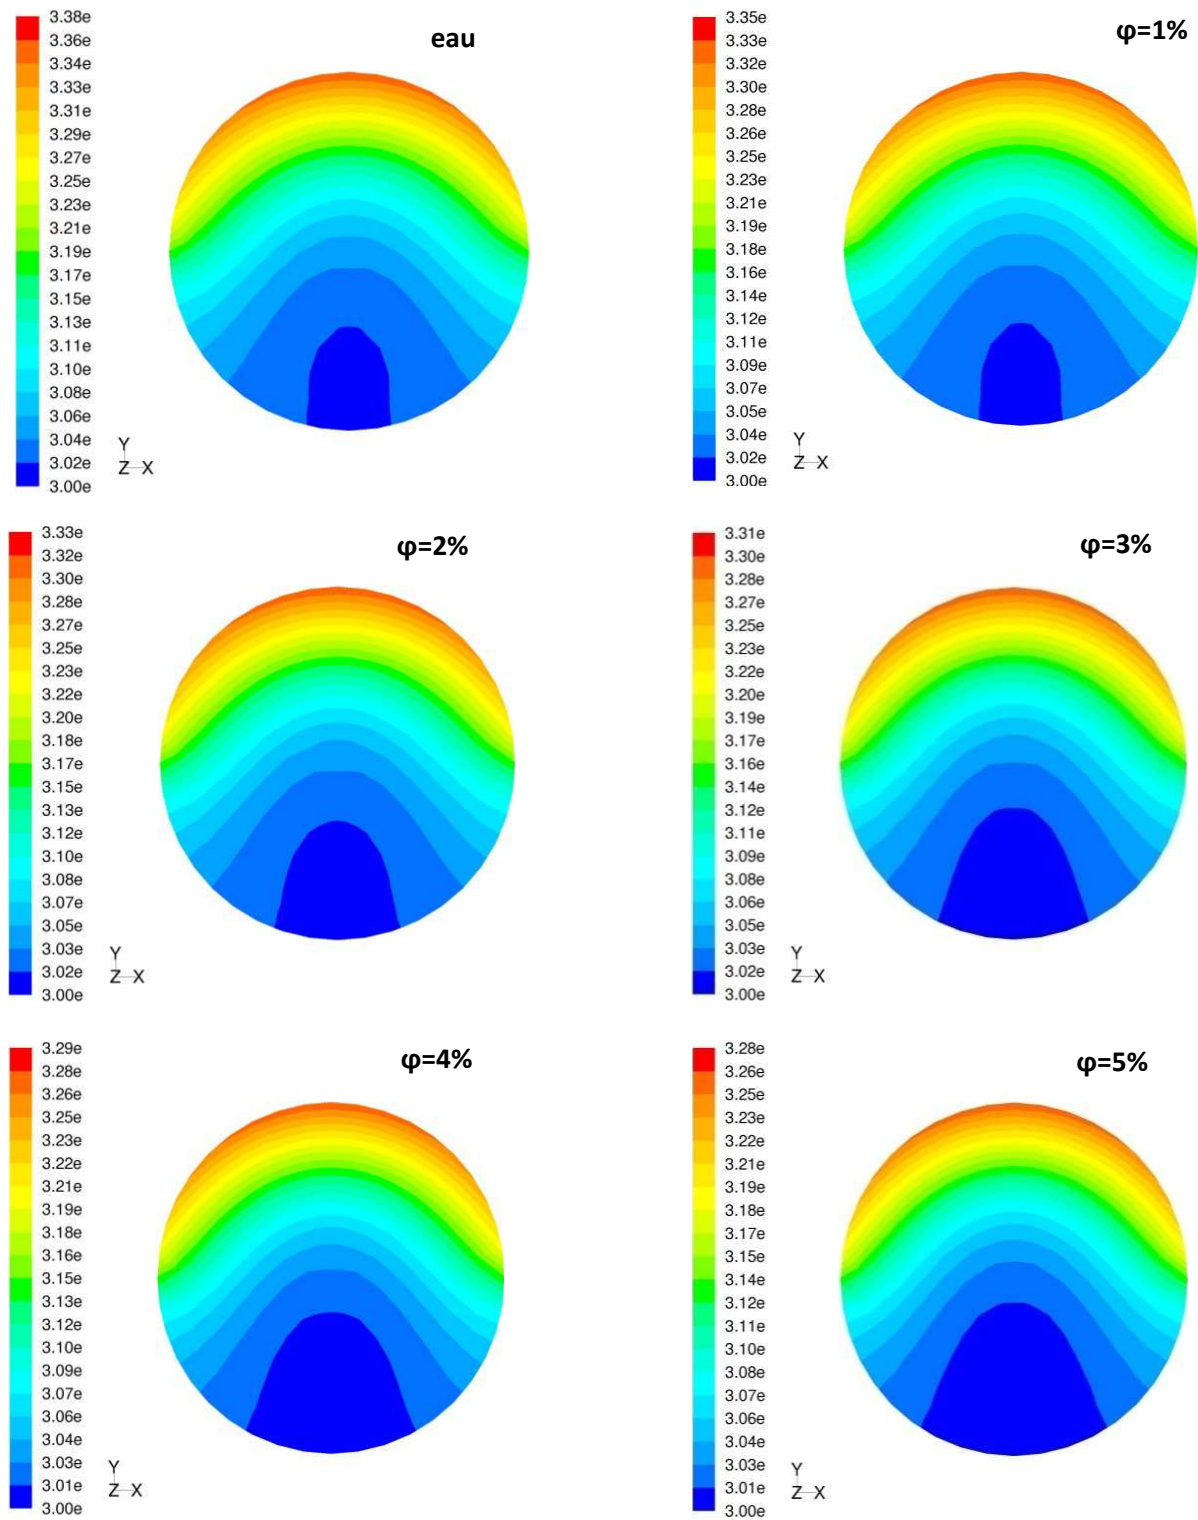 eau
3.38e
3.36e
3.34e
3.33e
3.31e
3.29e
3.27e
3.25e
3.23e
3.21e
3.19e
3.17e
3.15e
3.13e
3.11e
3.10e
3.08e
3.06e
3.04e
3.02e
3.00e
Y
Z X
φ=1%
3.35e
3.33e
3.32e
3.30e
3.28e
3.26e
3.25e
3.23e
3.21e
3.19e
3.18e
3.16e
3.14e
3.12e
3.11e
3.09e
3.07e
3.05e
3.04e
3.02e
3.00e
Y
Z X
φ=2%
3.33e
3.32e
3.30e
3.28e
3.27e
3.25e
3.23e
3.22e
3.20e
3.18e
3.17e
3.15e
3.13e
3.12e
3.10e
3.08e
3.07e
3.05e
3.03e
3.02e
3.00e
Y
Z X
φ=3%
3.31e
3.30e
3.28e
3.27e
3.25e
3.23e
3.22e
3.20e
3.19e
3.17e
3.16e
3.14e
3.12e
3.11e
3.09e
3.08e
3.06e
3.05e
3.03e
3.02e
3.00e
Y
Z X
φ=4%
3.29e
3.28e
3.26e
3.25e
3.23e
3.22e
3.21e
3.19e
3.18e
3.16e
3.15e
3.13e
3.12e
3.10e
3.09e
3.07e
3.06e
3.04e
3.03e
3.01e
3.00e
Y
Z X
φ=5%
3.28e
3.26e
3.25e
3.23e
3.22e
3.21e
3.19e
3.18e
3.17e
3.15e
3.14e
3.12e
3.11e
3.10e
3.08e
3.07e
3.06e
3.04e
3.03e
3.01e
3.00e
Y
Z X